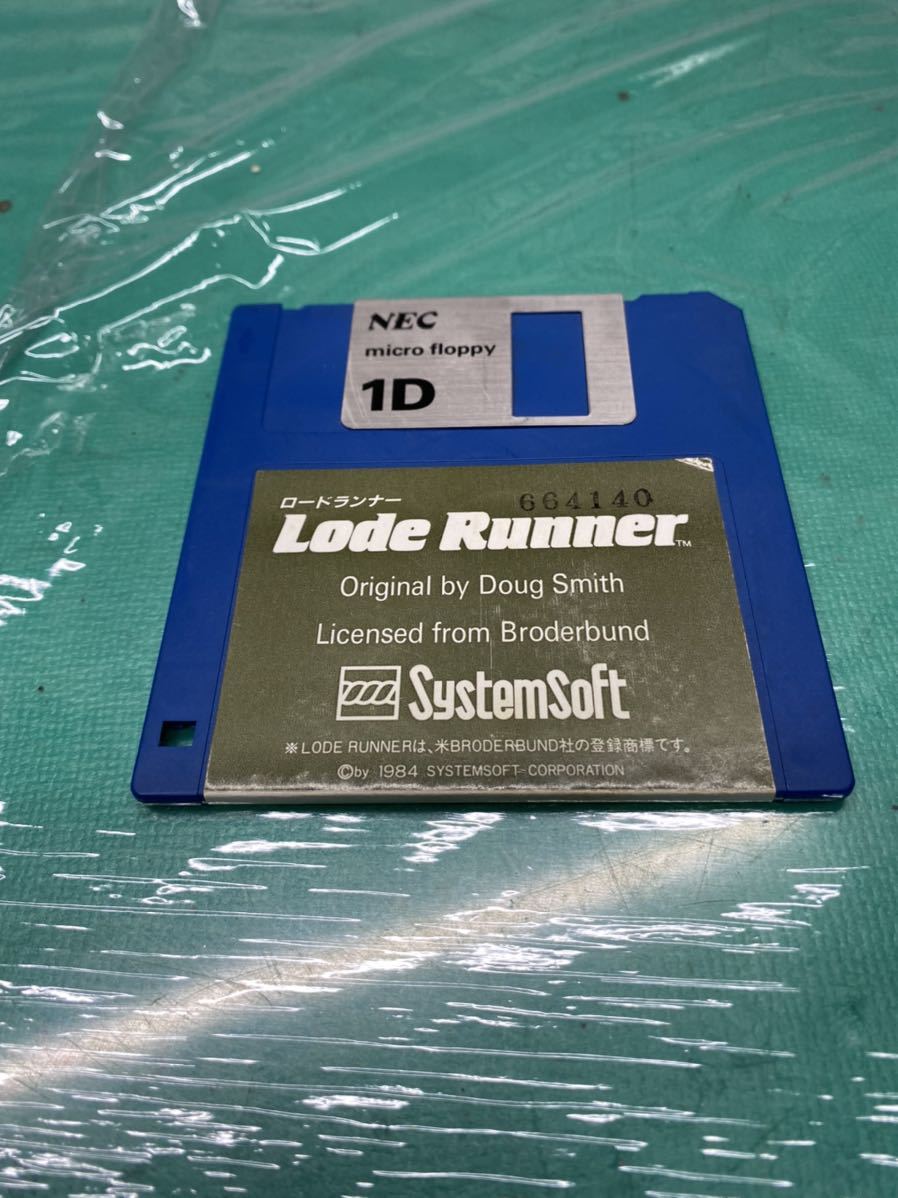 NEC
micro floppy
1D
ロードランナー 664140
Lode Runner™
Original by Doug Smith
Licensed from Broderbund
SystemSoft
※LODE RUNNERは、米BRODERBUND社の登録商標です。
©by 1984 SYSTEMSOFT CORPORATION